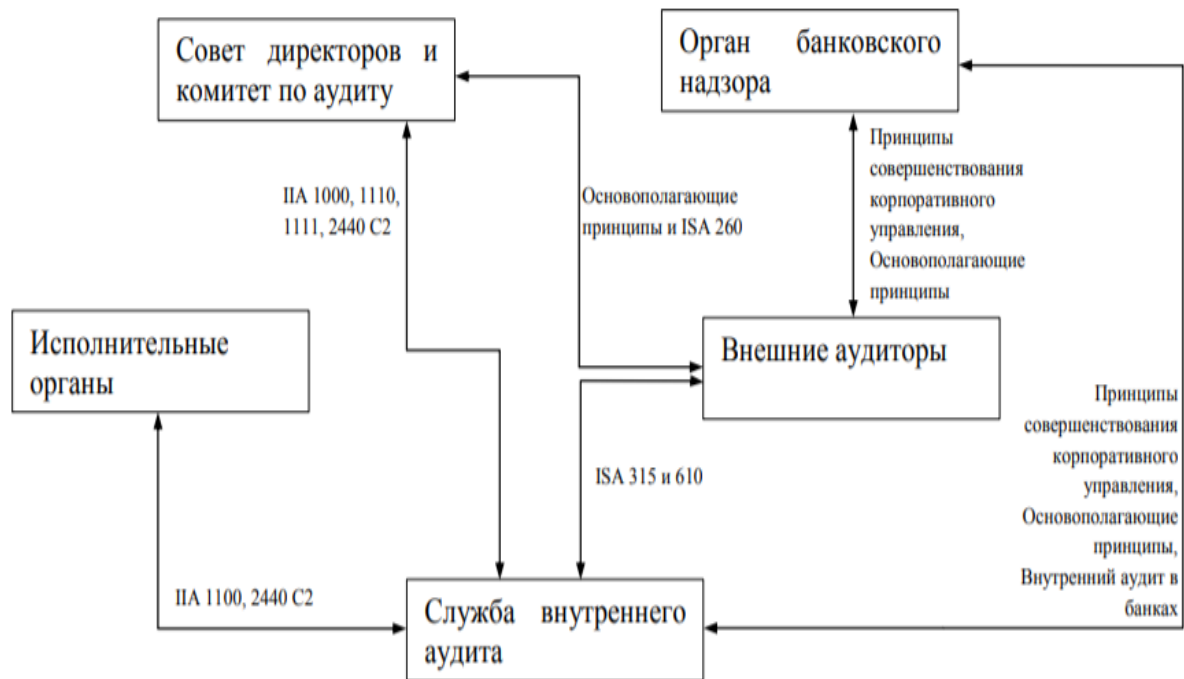 Совет директоров и
комитет по аудиту
Орган банковского
надзора
IIA 1000, 1110,
1111, 2440 C2
Основополагающие
принципы и ISA 260
Принципы
совершенствования
корпоративного
управления,
Основополагающие
принципы
Исполнительные
органы
Внешние аудиторы
ISA 315 и 610
Принципы
совершенствования
корпоративного
управления,
Основополагающие
принципы,
Внутренний аудит в
банках
IIA 1100, 2440 C2
Служба внутреннего
аудита